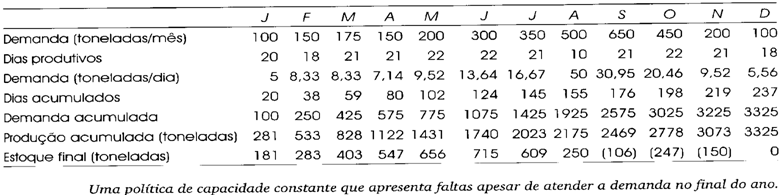 J F M A M J J A S O N D
Demanda (toneladas/mês) 100 150 175 150 200 300 350 500 650 450 200 100
Dias produtivos 20 18 21 21 22 22 21 10 21 22 21 18
Demanda (toneladas/dia) 5 8,33 8,33 7,14 9,52 13,64 16,67 50 30,95 20,46 9,52 5,56
Dias acumulados 20 38 59 80 102 124 145 155 176 198 219 237
Demanda acumulada 100 250 425 575 775 1075 1425 1925 2575 3025 3225 3325
Produção acumulada (toneladas) 281 533 828 1122 1431 1740 2023 2175 2469 2778 3073 3325
Estoque final (toneladas) 181 283 403 547 656 715 609 250 (106) (247) (150) 0
Uma política de capacidade constante que apresenta faltas apesar de atender a demanda no final do ano.